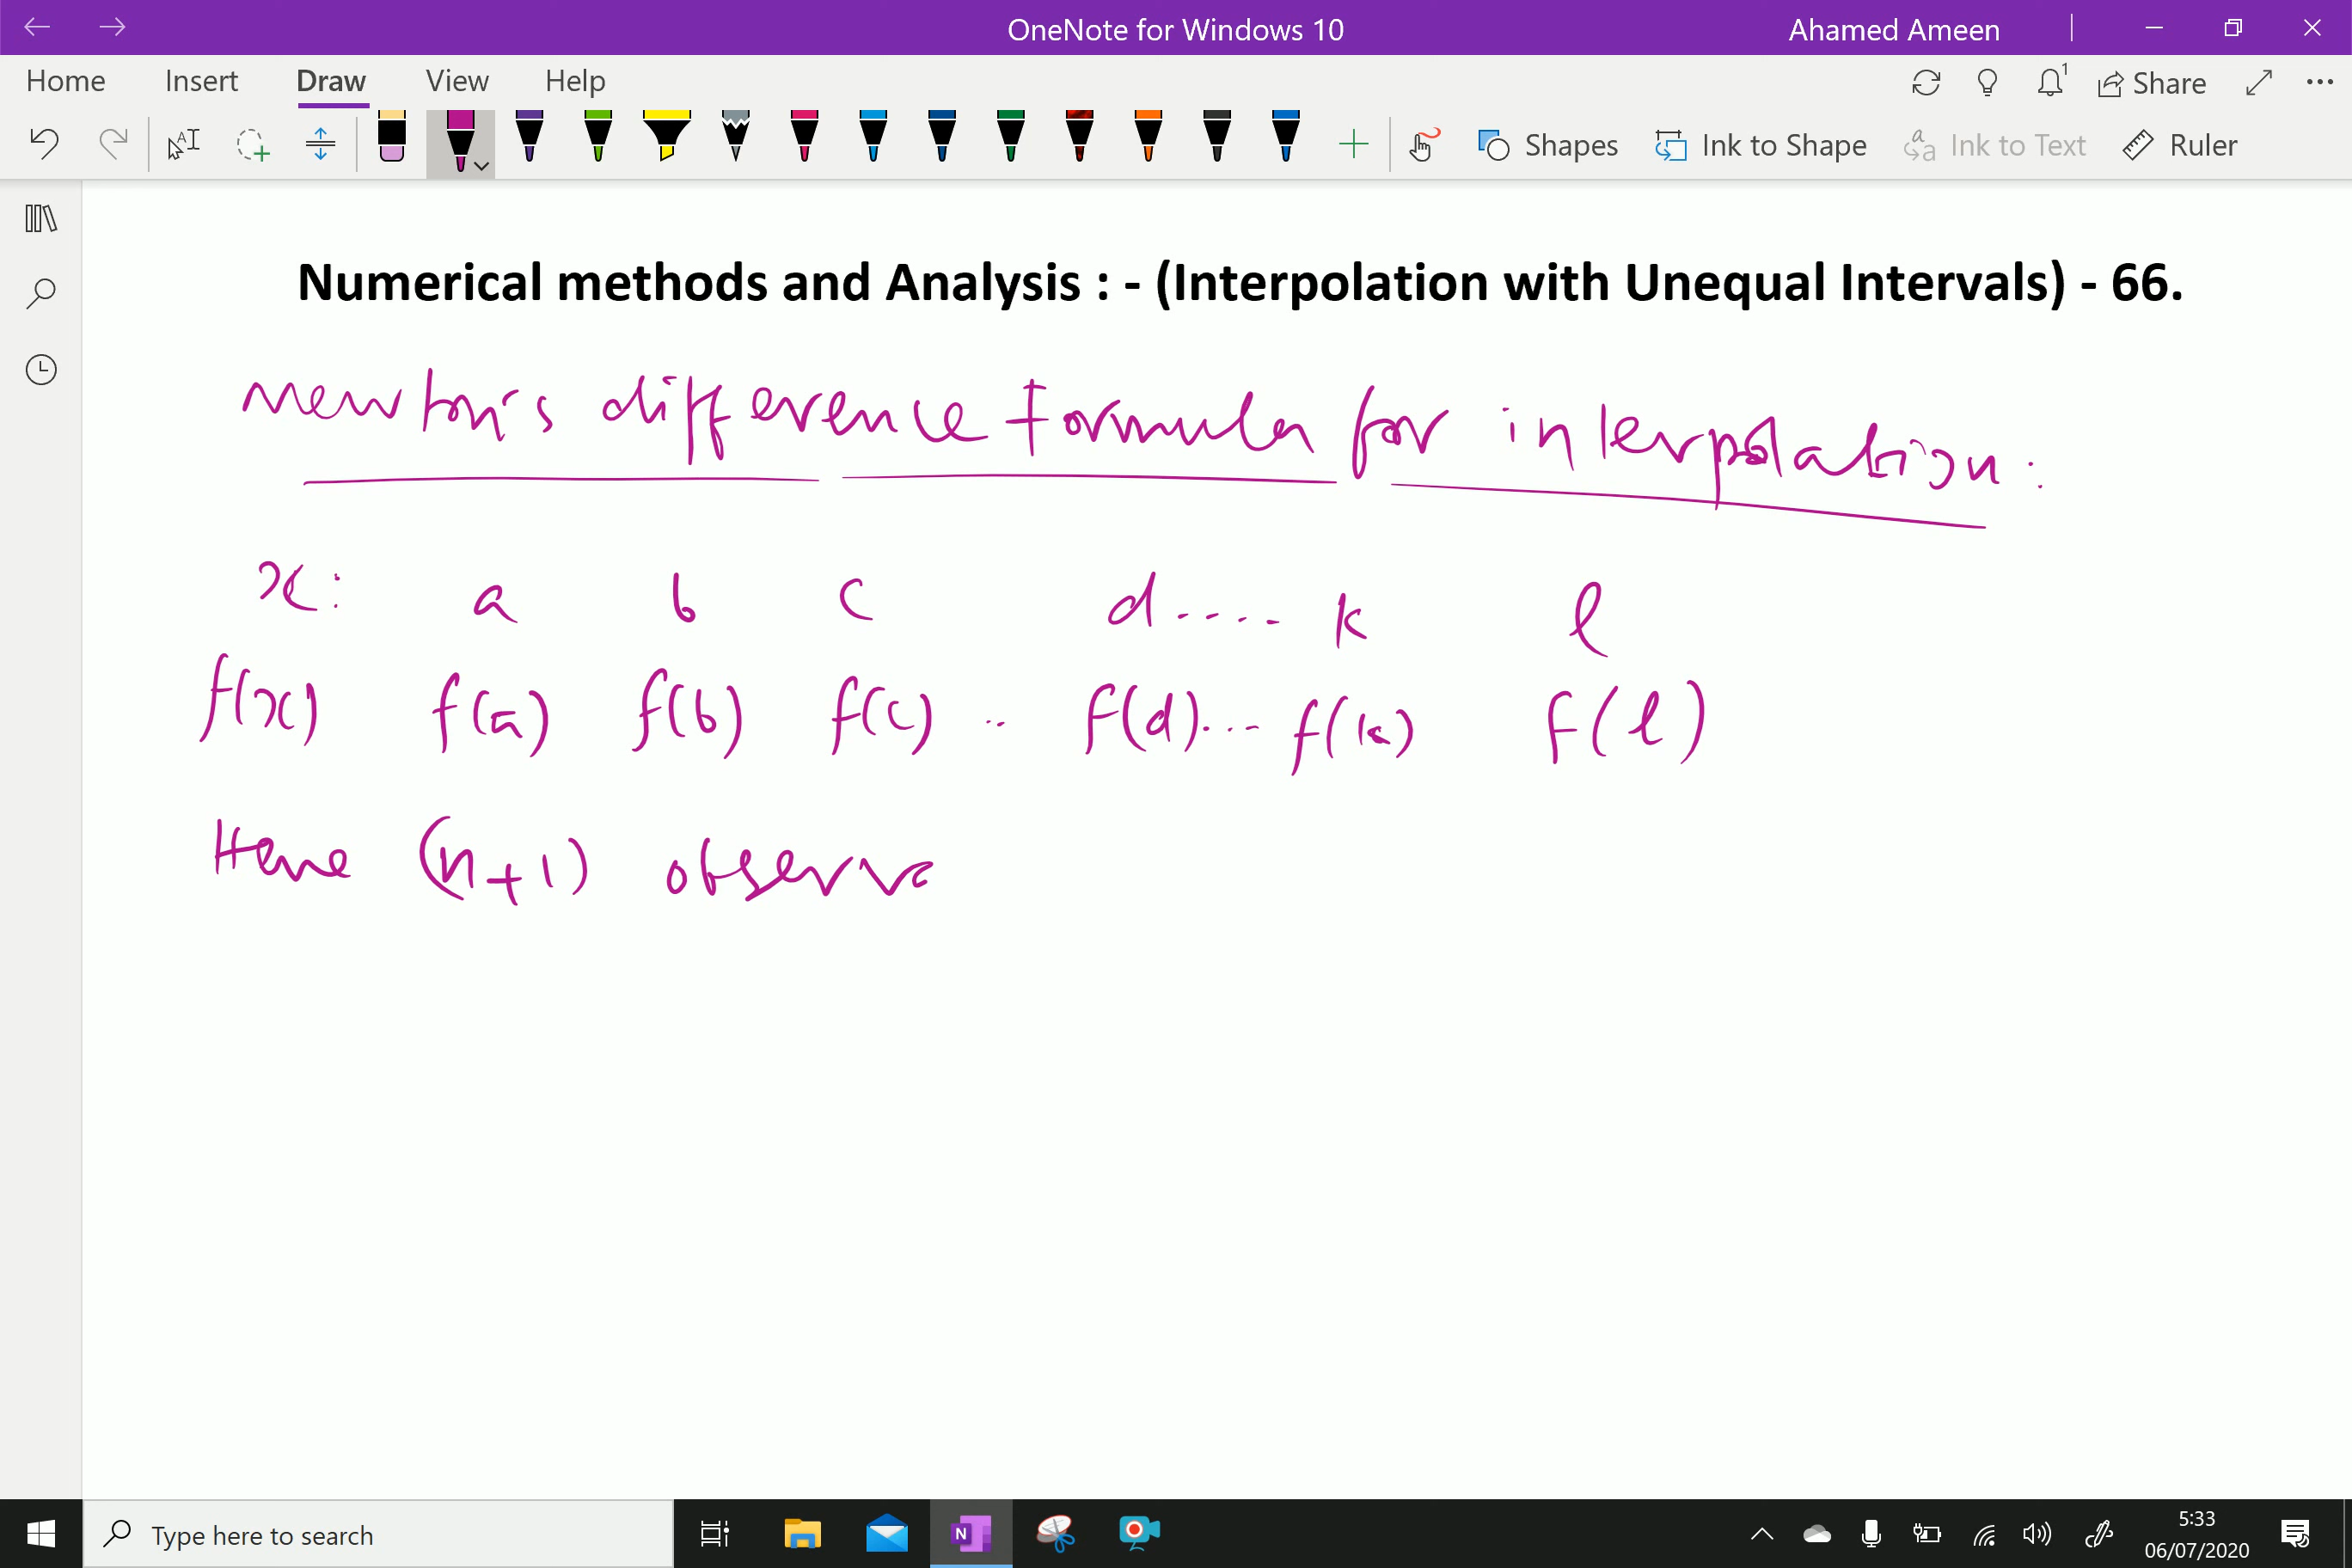 OneNote for Windows 10
Ahamed Ameen
Home Insert Draw View Help
1 Share
Shapes Ink to Shape Ink to Text Ruler
Numerical methods and Analysis : - (Interpolation with Unequal Intervals) - 66.
Newton's difference formula for interpolation :
x: a b c d .... k l
f(x) f(a) f(b) f(c) .. f(d) ... f(k) f(l)
Here (n+1) observa
Type here to search
5:33
06/07/2020